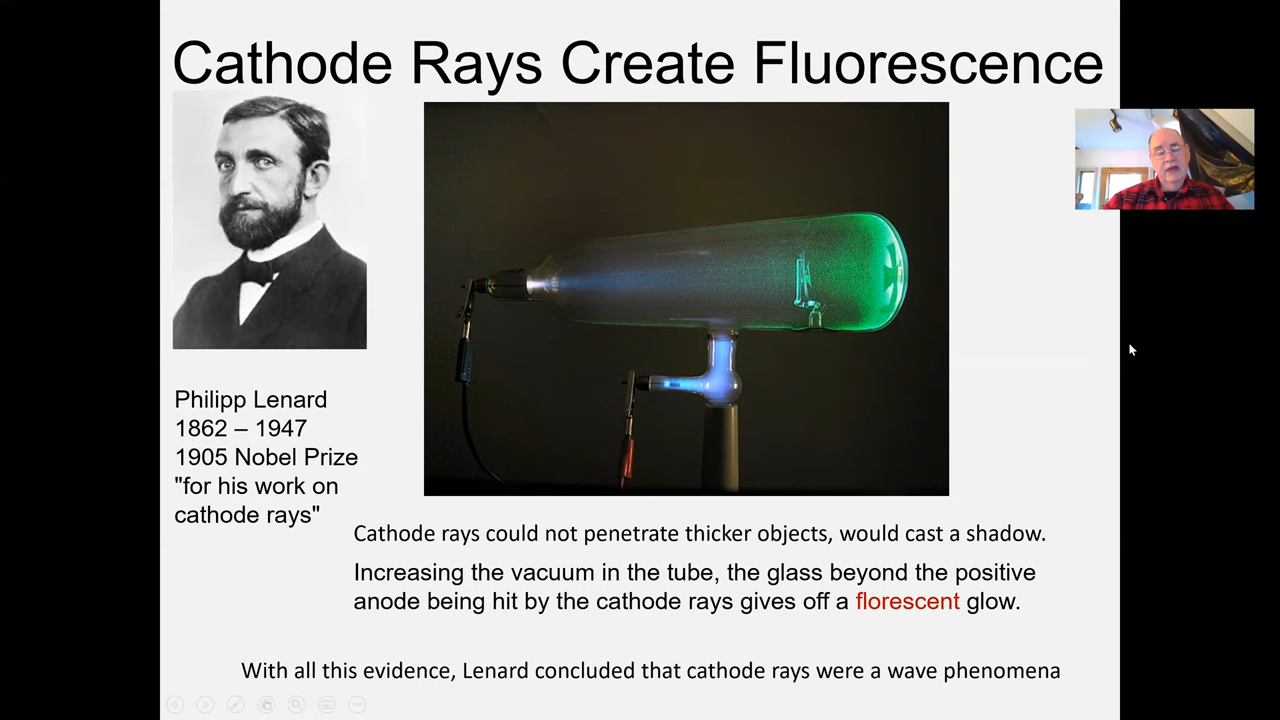 Cathode Rays Create Fluorescence
Philipp Lenard
1862 – 1947
1905 Nobel Prize
"for his work on
cathode rays"
Cathode rays could not penetrate thicker objects, would cast a shadow.
Increasing the vacuum in the tube, the glass beyond the positive
anode being hit by the cathode rays gives off a florescent glow.
With all this evidence, Lenard concluded that cathode rays were a wave phenomena